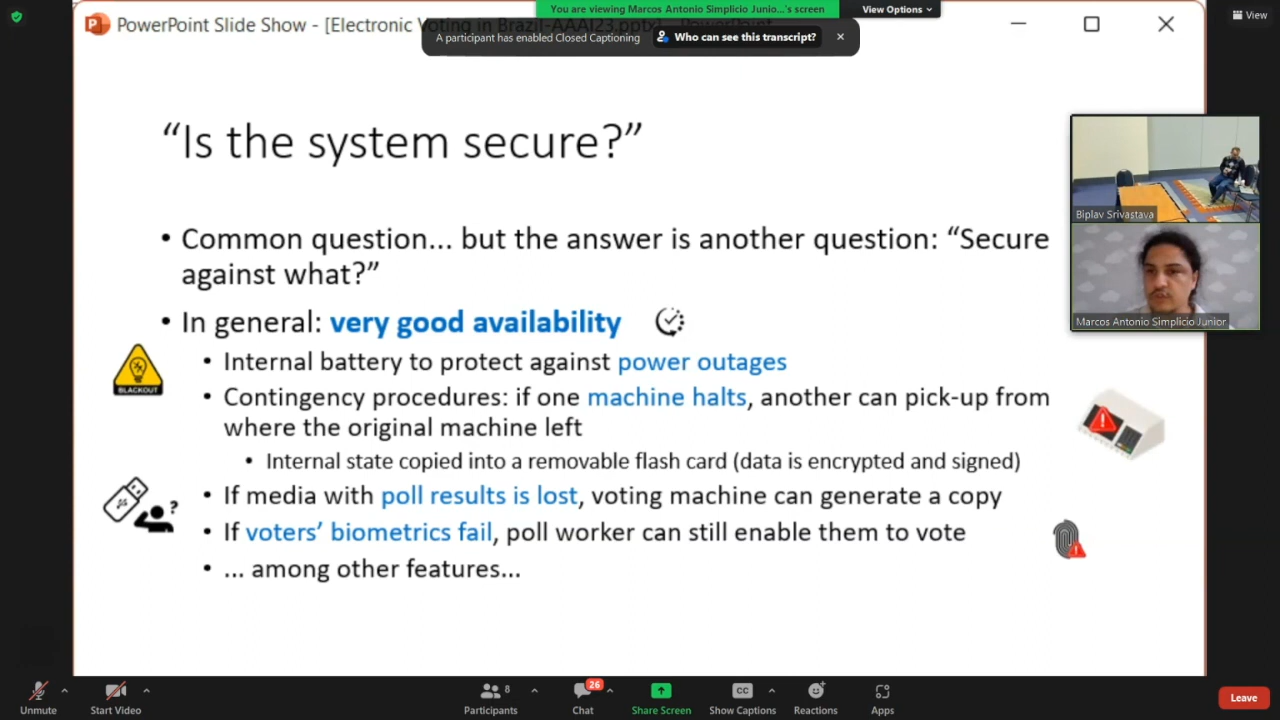 You are viewing Marcos Antonio Simplicio Junio...'s screen
View Options
View
PowerPoint Slide Show - [Electronic Voting in Brazil-AAAI23.pptx] - PowerPoint
A participant has enabled Closed Captioning
Who can see this transcript?
“Is the system secure?”
• Common question... but the answer is another question: “Secure
against what?”
• In general: very good availability
BLACKOUT
• Internal battery to protect against power outages
• Contingency procedures: if one machine halts, another can pick-up from
where the original machine left
• Internal state copied into a removable flash card (data is encrypted and signed)
• If media with poll results is lost, voting machine can generate a copy
?
• If voters’ biometrics fail, poll worker can still enable them to vote
• ... among other features...
Biplav Srivastava
Marcos Antonio Simplicio Junior
Unmute
Start Video
Participants
8
Chat
26
Share Screen
CC
Show Captions
Reactions
Apps
Leave